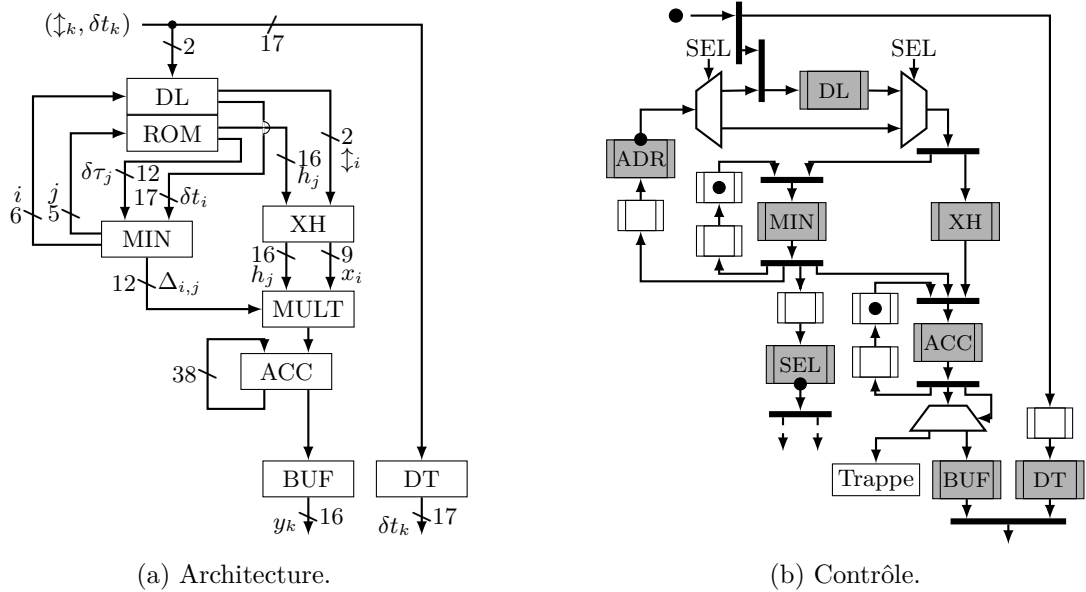 (↕k, δtk)
17
2
DL
ROM
2
↕i
16
hj
δτj
12
17
δti
i
6
j
5
MIN
XH
16
hj
9
xi
12
Δi,j
MULT
38
ACC
BUF
DT
yk
16
δtk
17
(a) Architecture.
SEL
SEL
DL
ADR
MIN
XH
SEL
ACC
Trappe
BUF
DT
(b) Contrôle.